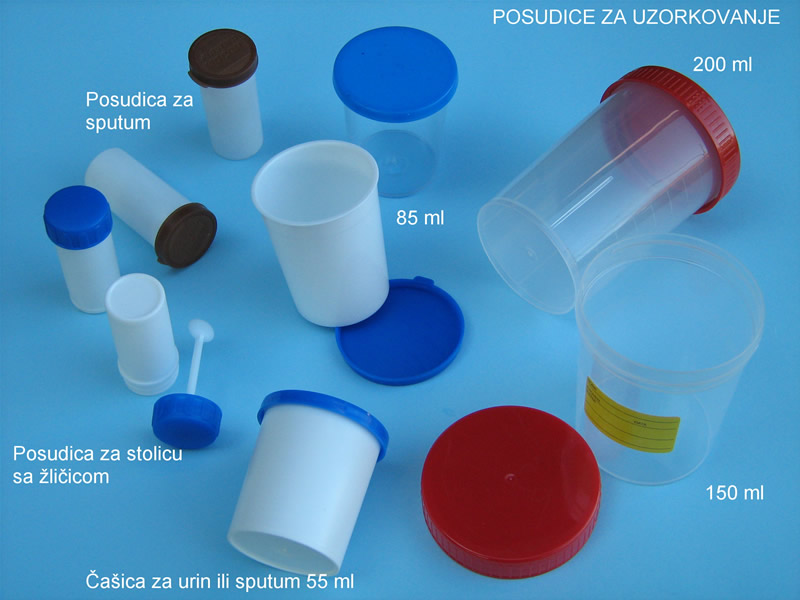 POSUDICE ZA UZORKOVANJE
200 ml
Posudica za
sputum
85 ml
Posudica za stolicu
sa žličicom
150 ml
Čašica za urin ili sputum 55 ml